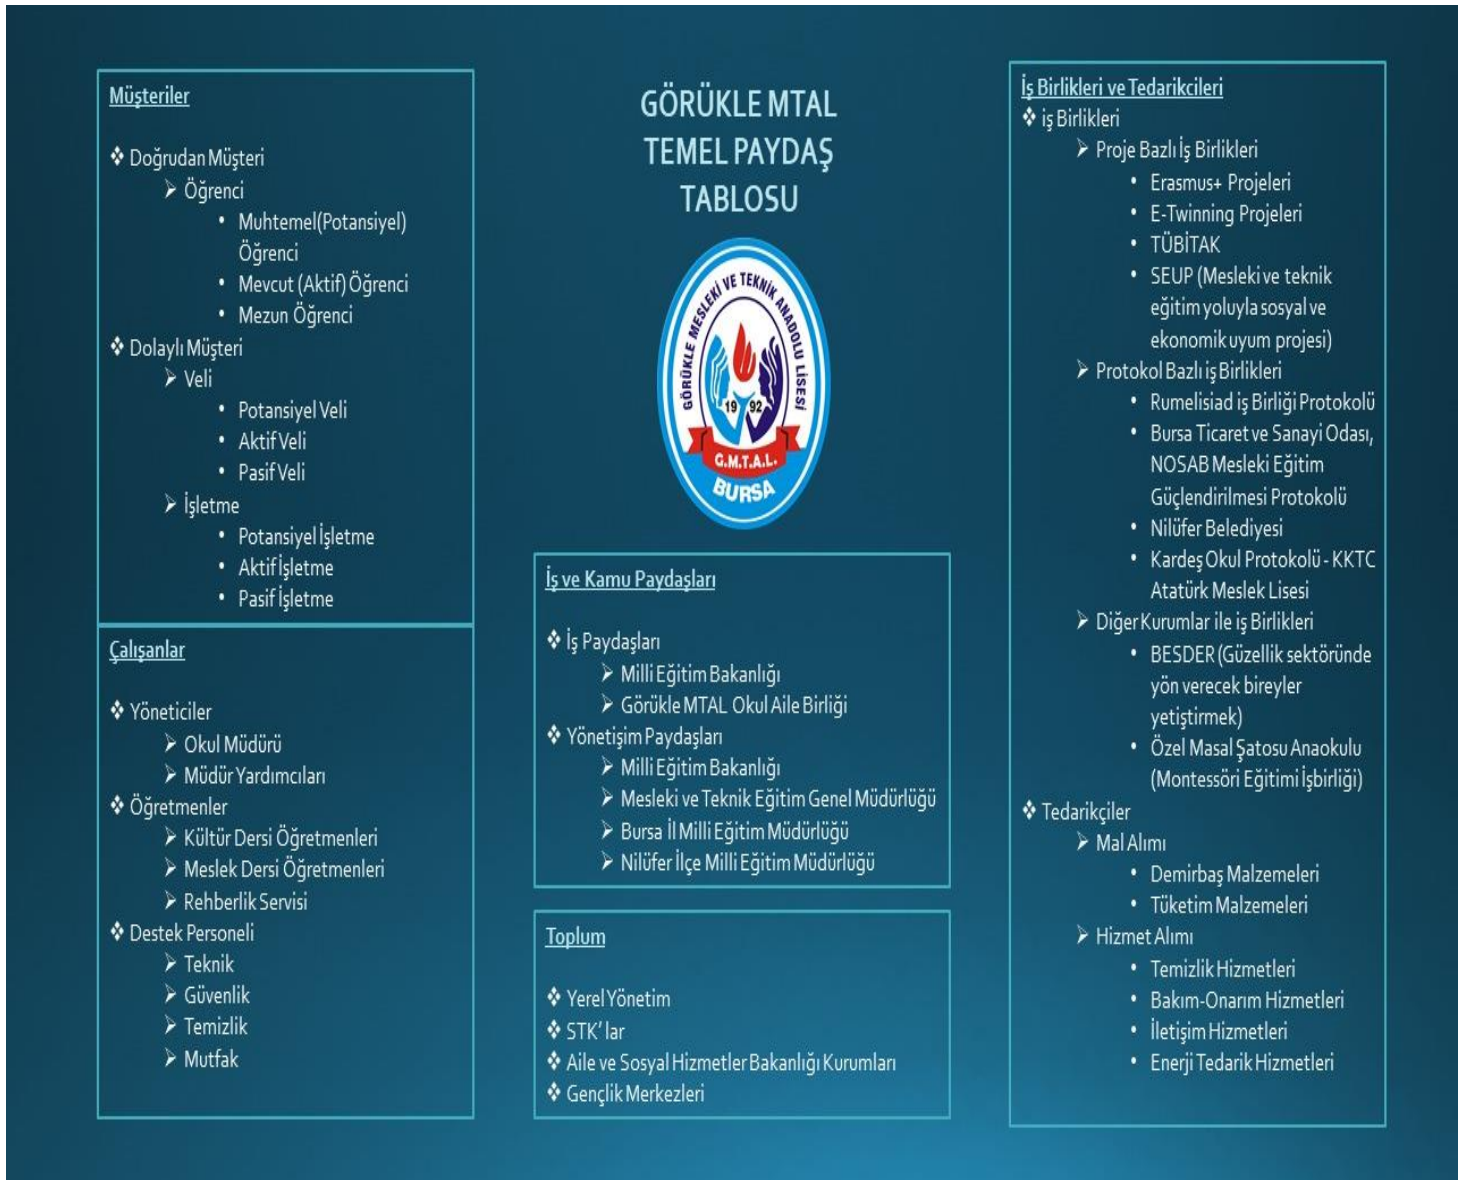 Müşteriler
❖ Doğrudan Müşteri
➢ Öğrenci
• Muhtemel(Potansiyel)
Öğrenci
• Mevcut (Aktif) Öğrenci
• Mezun Öğrenci
❖ Dolaylı Müşteri
➢ Veli
• Potansiyel Veli
• Aktif Veli
• Pasif Veli
➢ İşletme
• Potansiyel İşletme
• Aktif İşletme
• Pasif İşletme
Çalışanlar
❖ Yöneticiler
➢ Okul Müdürü
➢ Müdür Yardımcıları
❖ Öğretmenler
➢ Kültür Dersi Öğretmenleri
➢ Meslek Dersi Öğretmenleri
➢ Rehberlik Servisi
❖ Destek Personeli
➢ Teknik
➢ Güvenlik
➢ Temizlik
➢ Mutfak
GÖRÜKLE MTAL
TEMEL PAYDAŞ
TABLOSU
GÖRÜKLE MESLEKİ VE TEKNİK ANADOLU LİSESİ
19 92
G.M.T.A.L.
BURSA
İş ve Kamu Paydaşları
❖ İş Paydaşları
➢ Milli Eğitim Bakanlığı
➢ Görükle MTAL Okul Aile Birliği
❖ Yönetişim Paydaşları
➢ Milli Eğitim Bakanlığı
➢ Mesleki ve Teknik Eğitim Genel Müdürlüğü
➢ Bursa İl Milli Eğitim Müdürlüğü
➢ Nilüfer İlçe Milli Eğitim Müdürlüğü
Toplum
❖ Yerel Yönetim
❖ STK' lar
❖ Aile ve Sosyal Hizmetler Bakanlığı Kurumları
❖ Gençlik Merkezleri
İş Birlikleri ve Tedarikcileri
❖ iş Birlikleri
➢ Proje Bazlı İş Birlikleri
• Erasmus+ Projeleri
• E-Twinning Projeleri
• TÜBİTAK
• SEUP (Mesleki ve teknik
eğitim yoluyla sosyal ve
ekonomik uyum projesi)
➢ Protokol Bazlı iş Birlikleri
• Rumelisiad iş Birliği Protokolü
• Bursa Ticaret ve Sanayi Odası,
NOSAB Mesleki Eğitim
Güçlendirilmesi Protokolü
• Nilüfer Belediyesi
• Kardeş Okul Protokolü - KKTC
Atatürk Meslek Lisesi
➢ Diğer Kurumlar ile iş Birlikleri
• BESDER (Güzellik sektöründe
yön verecek bireyler
yetiştirmek)
• Özel Masal Şatosu Anaokulu
(Montessöri Eğitimi İşbirliği)
❖ Tedarikçiler
➢ Mal Alımı
• Demirbaş Malzemeleri
• Tüketim Malzemeleri
➢ Hizmet Alımı
• Temizlik Hizmetleri
• Bakım-Onarım Hizmetleri
• İletişim Hizmetleri
• Enerji Tedarik Hizmetleri